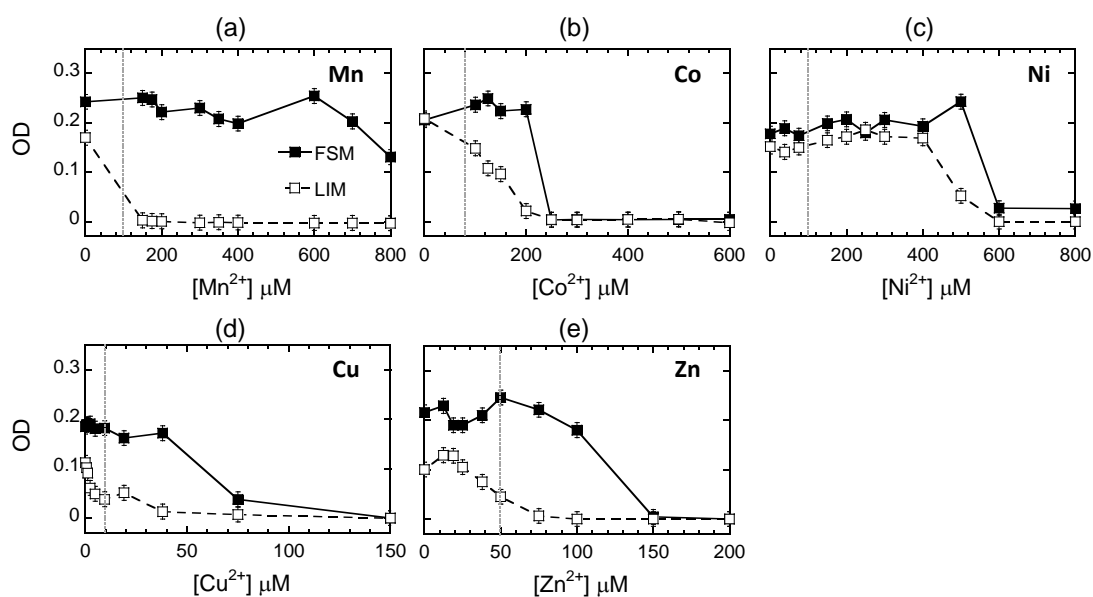 (a)
(b)
(c)
0.3
0.2
0.1
0
OD
Mn
FSM
LIM
0 200 400 600 800
[Mn²⁺] μM
Co
0 200 400 600
[Co²⁺] μM
Ni
0 200 400 600 800
[Ni²⁺] μM
(d)
(e)
0.3
0.2
0.1
0
OD
Cu
0 50 100 150
[Cu²⁺] μM
Zn
0 50 100 150 200
[Zn²⁺] μM